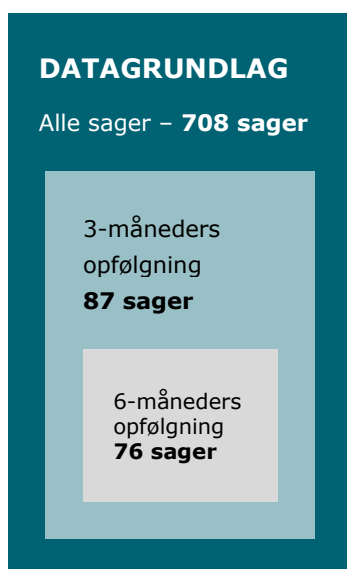 DATAGRUNDLAG
Alle sager – 708 sager
3-måneders
opfølgning
87 sager
6-måneders
opfølgning
76 sager